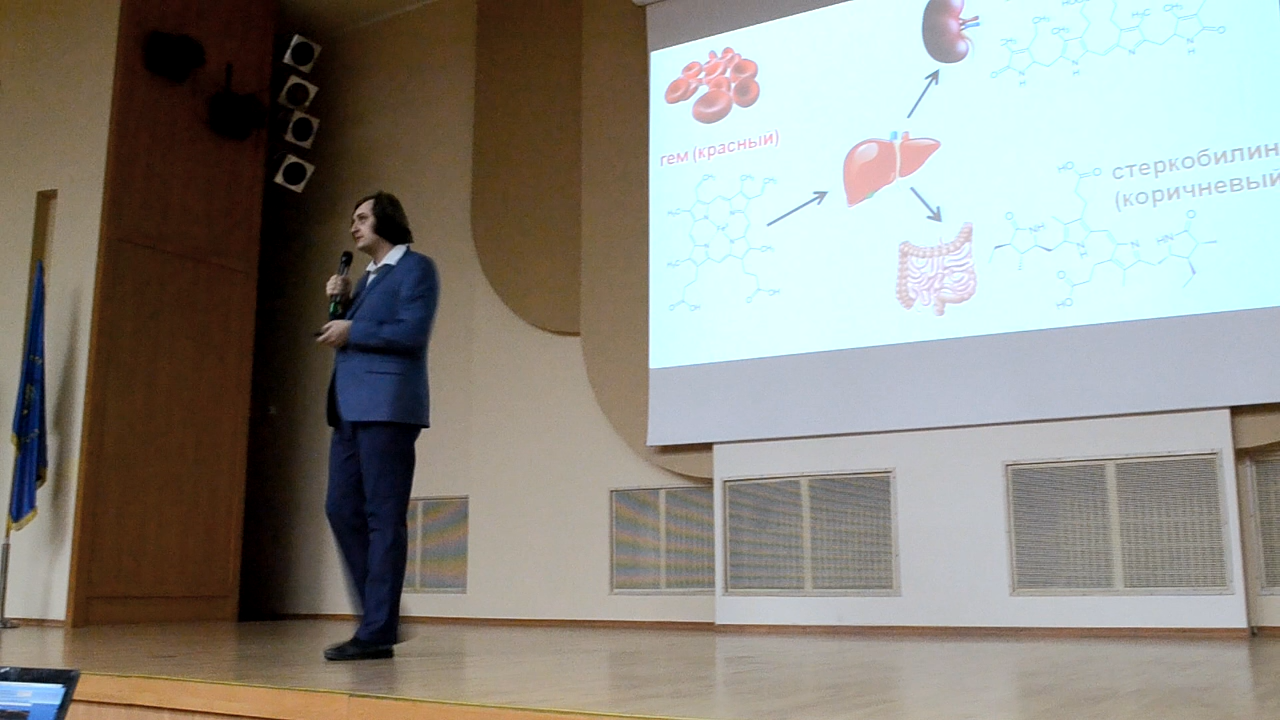 гем (красный)
стеркобилин
(коричневый